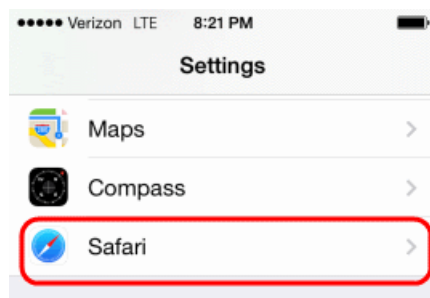 Verizon LTE 8:21 PM
Settings
Maps
Compass
Safari